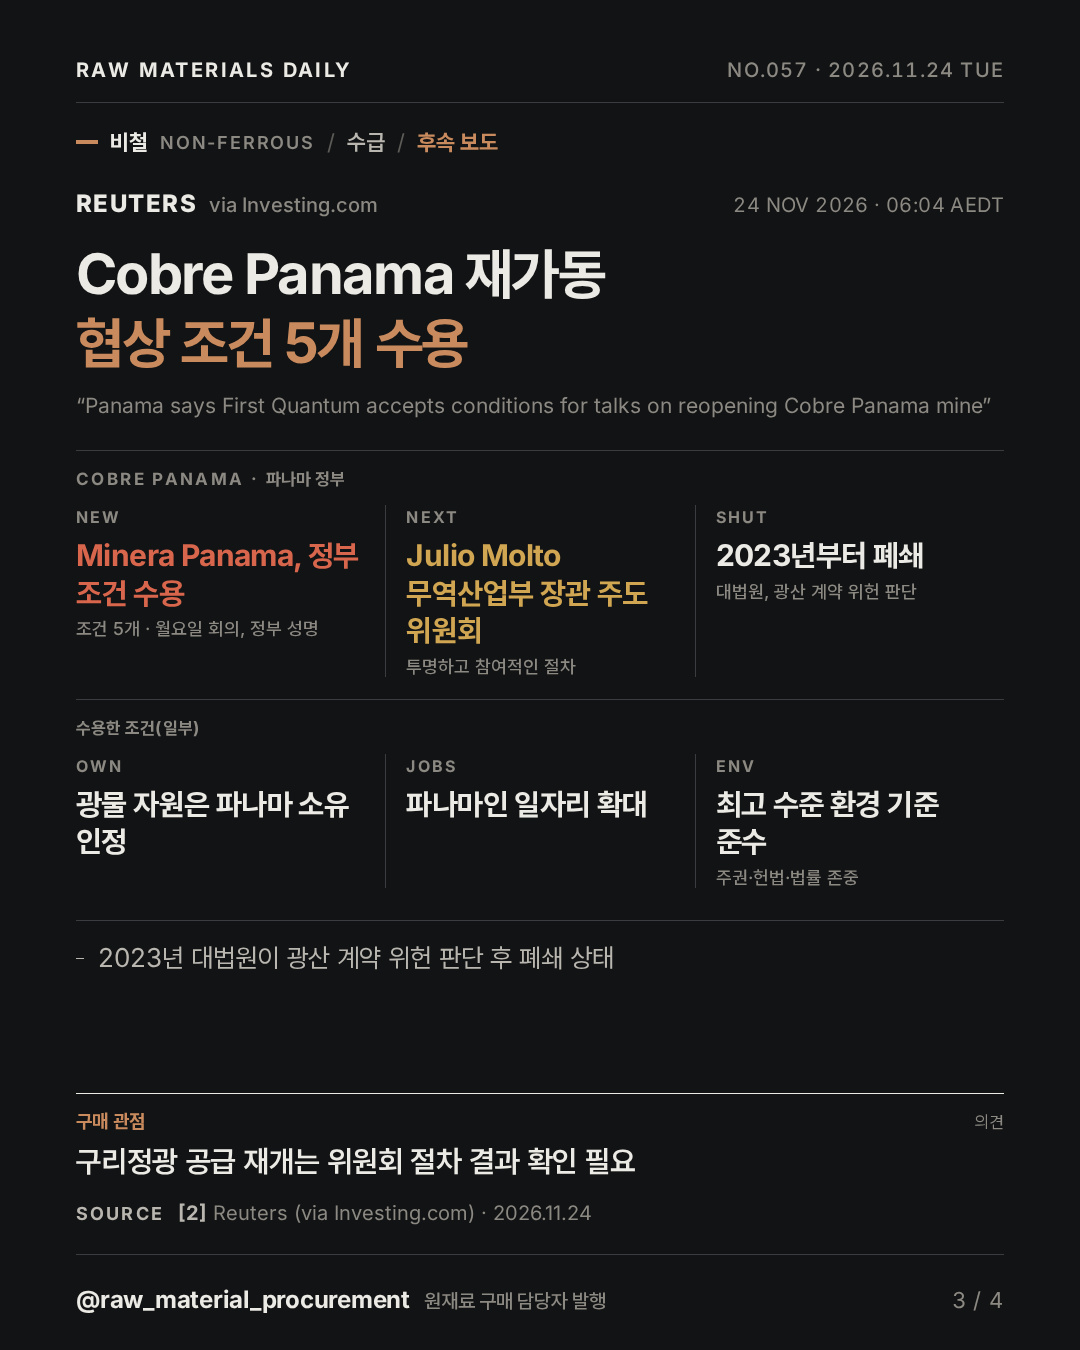 RAW MATERIALS DAILY
NO.057 · 2026.11.24 TUE
비철 NON-FERROUS / 수급 / 후속 보도
REUTERS via Investing.com
24 NOV 2026 · 06:04 AEDT
Cobre Panama 재가동
협상 조건 5개 수용
“Panama says First Quantum accepts conditions for talks on reopening Cobre Panama mine”
COBRE PANAMA · 파나마 정부
NEW
Minera Panama, 정부
조건 수용
조건 5개 · 월요일 회의, 정부 성명
NEXT
Julio Molto
무역산업부 장관 주도
위원회
투명하고 참여적인 절차
SHUT
2023년부터 폐쇄
대법원, 광산 계약 위헌 판단
수용한 조건(일부)
OWN
광물 자원은 파나마 소유
인정
JOBS
파나마인 일자리 확대
ENV
최고 수준 환경 기준
준수
주권·헌법·법률 존중
– 2023년 대법원이 광산 계약 위헌 판단 후 폐쇄 상태
구매 관점
의견
구리정광 공급 재개는 위원회 절차 결과 확인 필요
SOURCE [2] Reuters (via Investing.com) · 2026.11.24
@raw_material_procurement 원재료 구매 담당자 발행
3 / 4